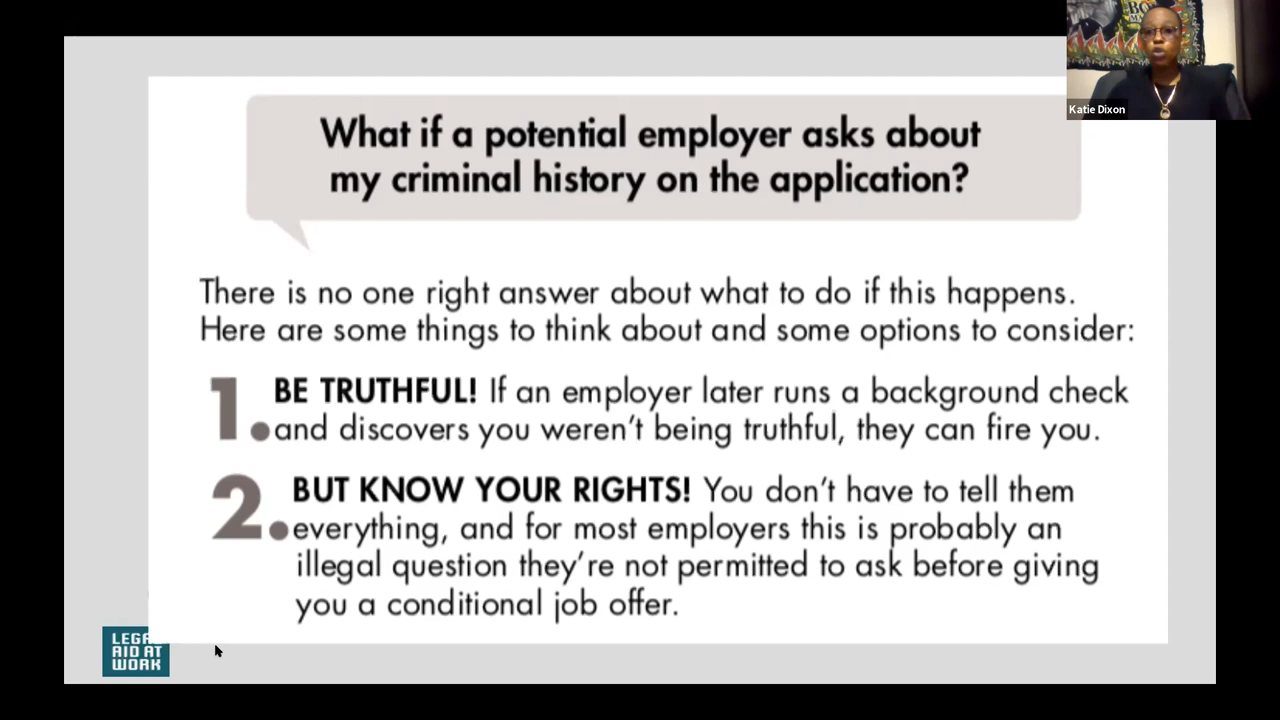 Katie Dixon
What if a potential employer asks about
my criminal history on the application?
There is no one right answer about what to do if this happens.
Here are some things to think about and some options to consider:
1. BE TRUTHFUL! If an employer later runs a background check
and discovers you weren't being truthful, they can fire you.
2. BUT KNOW YOUR RIGHTS! You don't have to tell them
everything, and for most employers this is probably an
illegal question they're not permitted to ask before giving
you a conditional job offer.
LEGAL
AID AT
WORK